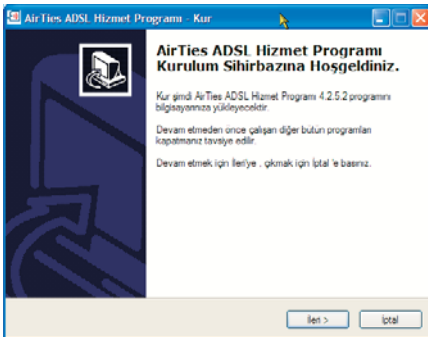 AirTies ADSL Hizmet Programı - Kur
AirTies ADSL Hizmet Programı
Kurulum Sihirbazına Hoşgeldiniz.
Kur şimdi AirTies ADSL Hizmet Programı 4.2.5.2 programını
bilgisayarınıza yükleyecektir.
Devam etmeden önce çalışan diğer bütün programları
kapatmanız tavsiye edilir.
Devam etmek için İleri'ye , çıkmak için İptal 'e basınız.
İleri >
İptal